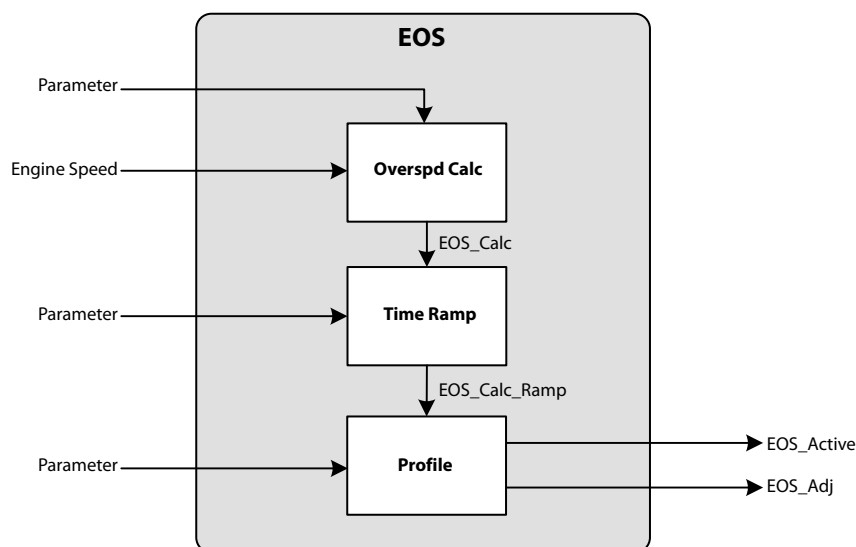 EOS
Parameter
Engine Speed
Overspd Calc
EOS_Calc
Parameter
Time Ramp
EOS_Calc_Ramp
Parameter
Profile
EOS_Active
EOS_Adj